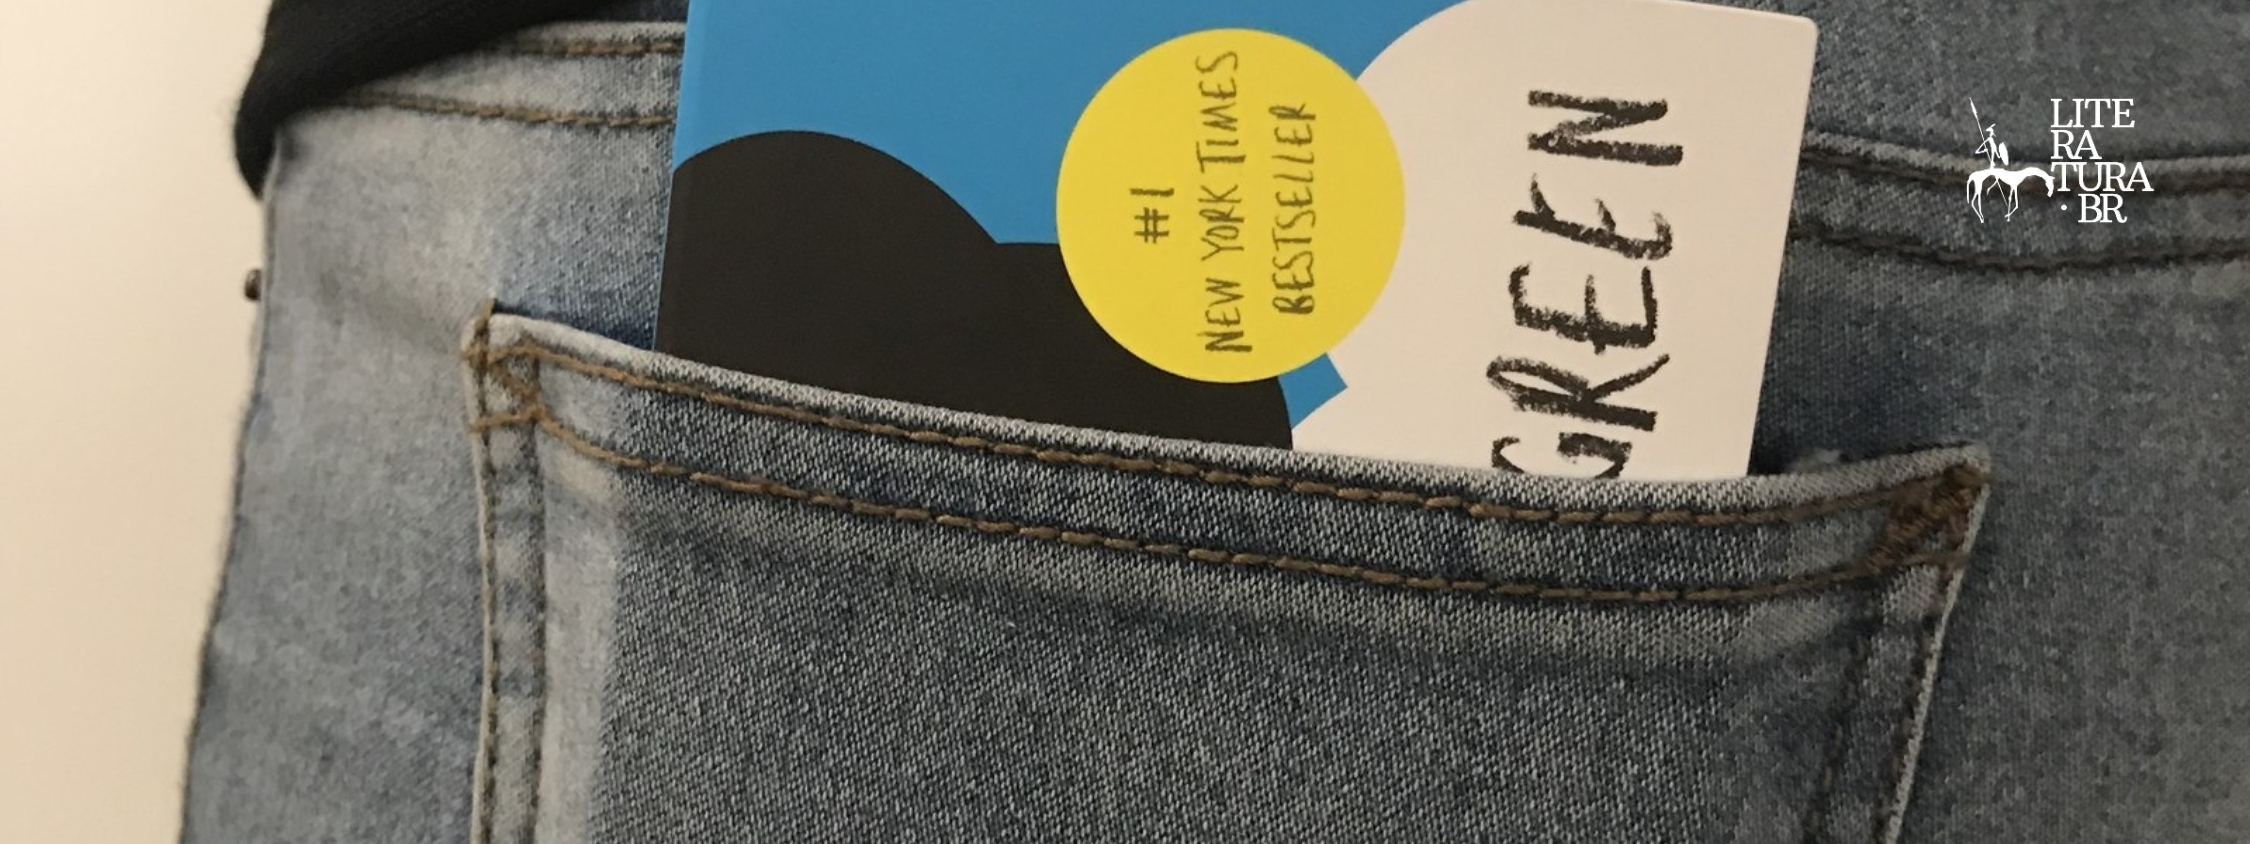 #1
NEW YORK TIMES
BESTSELLER
GREEN
LITE
RA
TURA
· BR